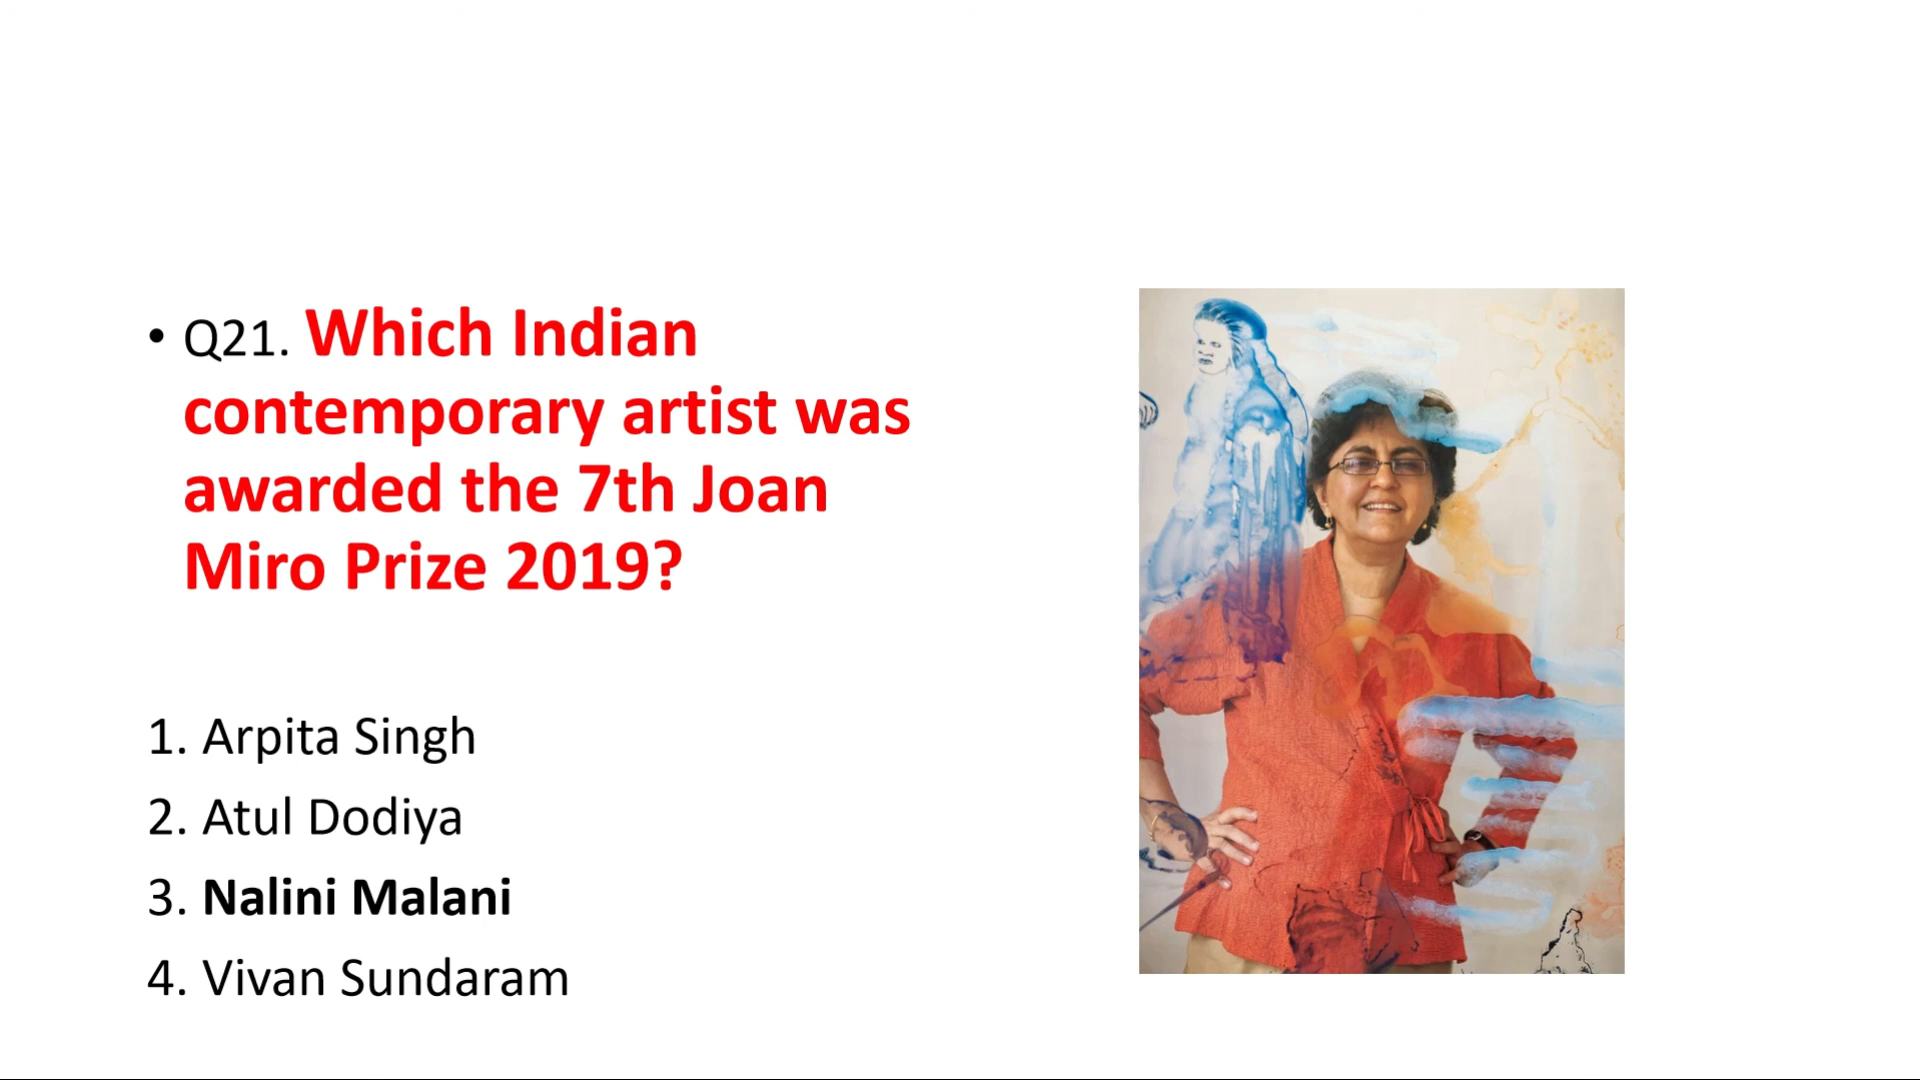 • Q21. Which Indian
contemporary artist was
awarded the 7th Joan
Miro Prize 2019?
1. Arpita Singh
2. Atul Dodiya
3. Nalini Malani
4. Vivan Sundaram